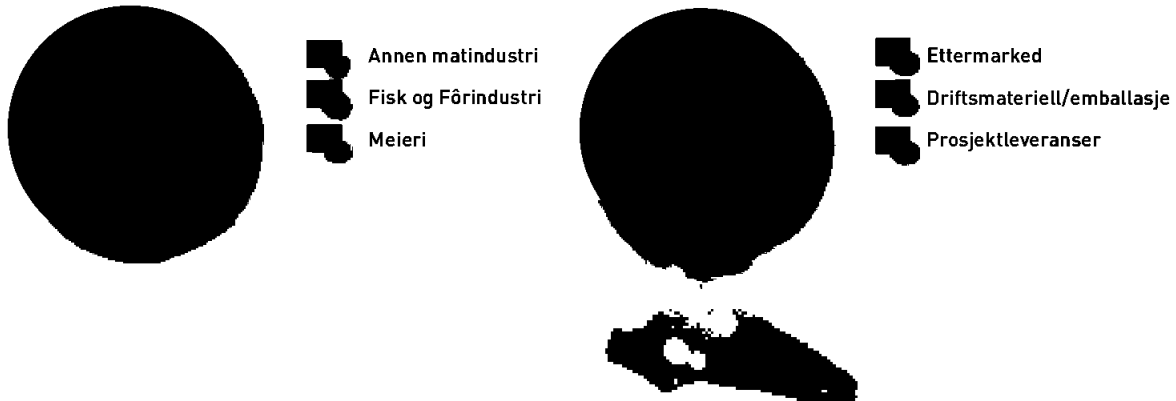 Annen matindustri
Fisk og Fôrindustri
Meieri
Ettermarked
Driftsmateriell/emballasje
Prosjektleveranser